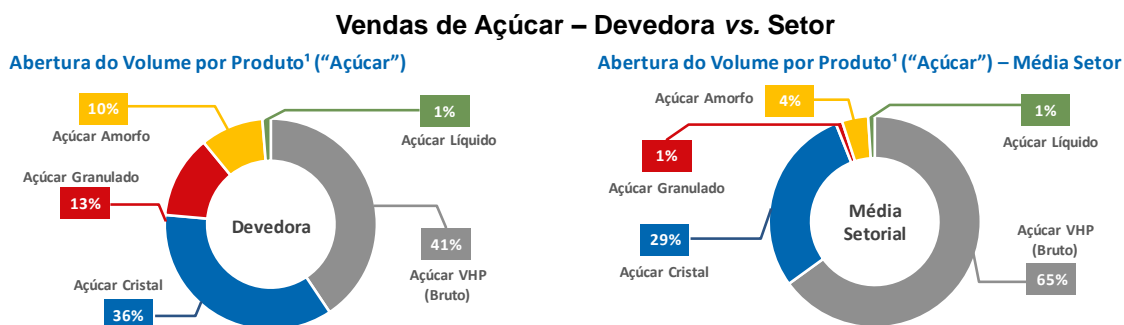 Vendas de Açúcar – Devedora vs. Setor
Abertura do Volume por Produto¹ (“Açúcar”)
10%
Açúcar Amorfo
1%
Açúcar Líquido
Açúcar Granulado
13%
Devedora
41%
Açúcar VHP
(Bruto)
Açúcar Cristal
36%
Abertura do Volume por Produto¹ (“Açúcar”) – Média Setor
Açúcar Amorfo
4%
1%
Açúcar Líquido
1%
Açúcar Granulado
Média
Setorial
29%
Açúcar Cristal
Açúcar VHP
(Bruto)
65%